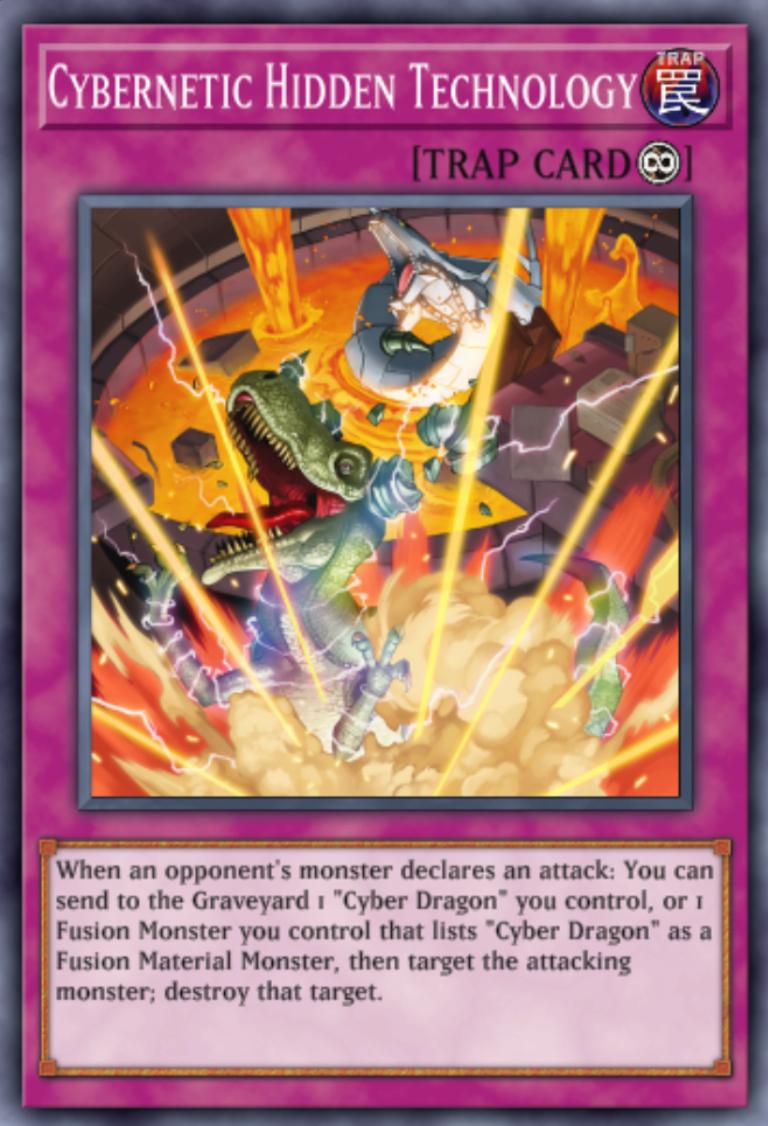 CYBERNETIC HIDDEN TECHNOLOGY
TRAP
罠
[TRAP CARD]
When an opponent's monster declares an attack: You can
send to the Graveyard 1 "Cyber Dragon" you control, or 1
Fusion Monster you control that lists "Cyber Dragon" as a
Fusion Material Monster, then target the attacking
monster; destroy that target.